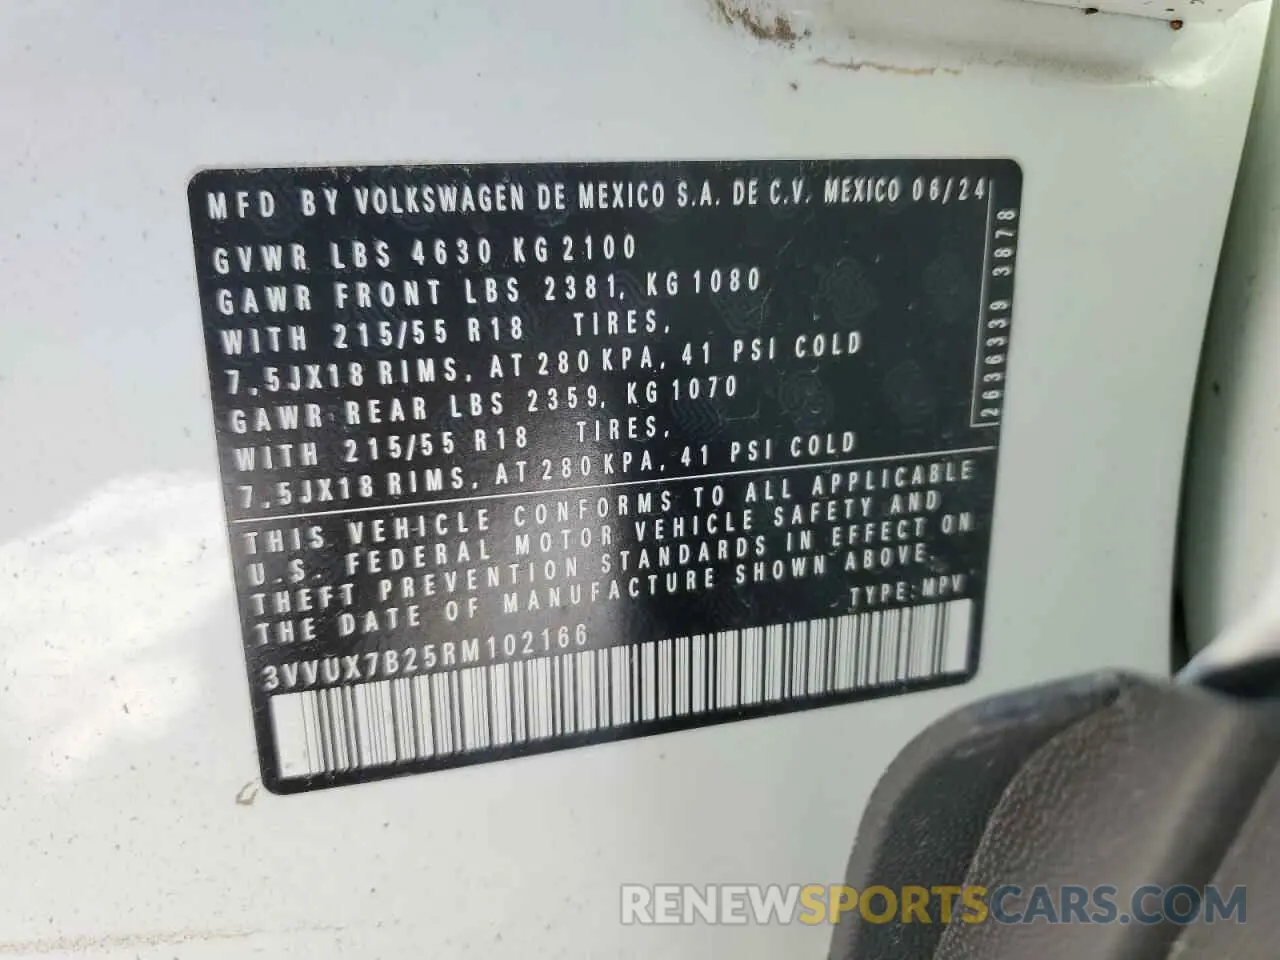 MFD BY VOLKSWAGEN DE MEXICO S.A. DE C.V. MEXICO 06/24
GVWR LBS 4630 KG 2100
GAWR FRONT LBS 2381, KG 1080
WITH 215/55 R18 TIRES,
7.5JX18 RIMS, AT 280 KPA, 41 PSI COLD
GAWR REAR LBS 2359, KG 1070
WITH 215/55 R18 TIRES,
7.5JX18 RIMS, AT 280 KPA, 41 PSI COLD
2636339 3878
THIS VEHICLE CONFORMS TO ALL APPLICABLE
U.S. FEDERAL MOTOR VEHICLE SAFETY AND
THEFT PREVENTION STANDARDS IN EFFECT ON
THE DATE OF MANUFACTURE SHOWN ABOVE.
TYPE: MPV
3VVUX7B25RM102166
RENEWSPORTSCARS.COM